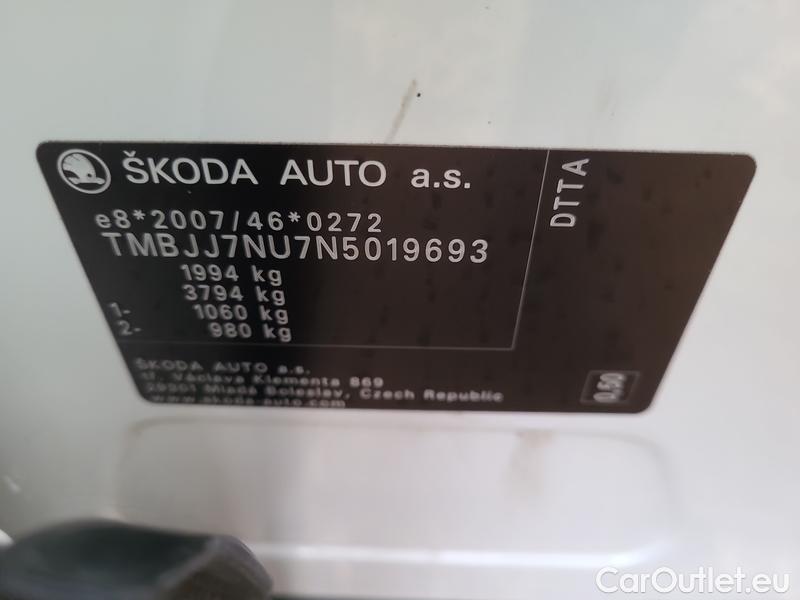 ŠKODA AUTO a.s.
e8*2007/46*0272
TMBJJ7NU7N5019693
1994 kg
3794 kg
1- 1060 kg
2- 980 kg
DTTA
ŠKODA AUTO a.s.
tř. Václava Klementa 869
29301 Mladá Boleslav, Czech Republic
www.skoda-auto.com
0.50
CarOutlet.eu